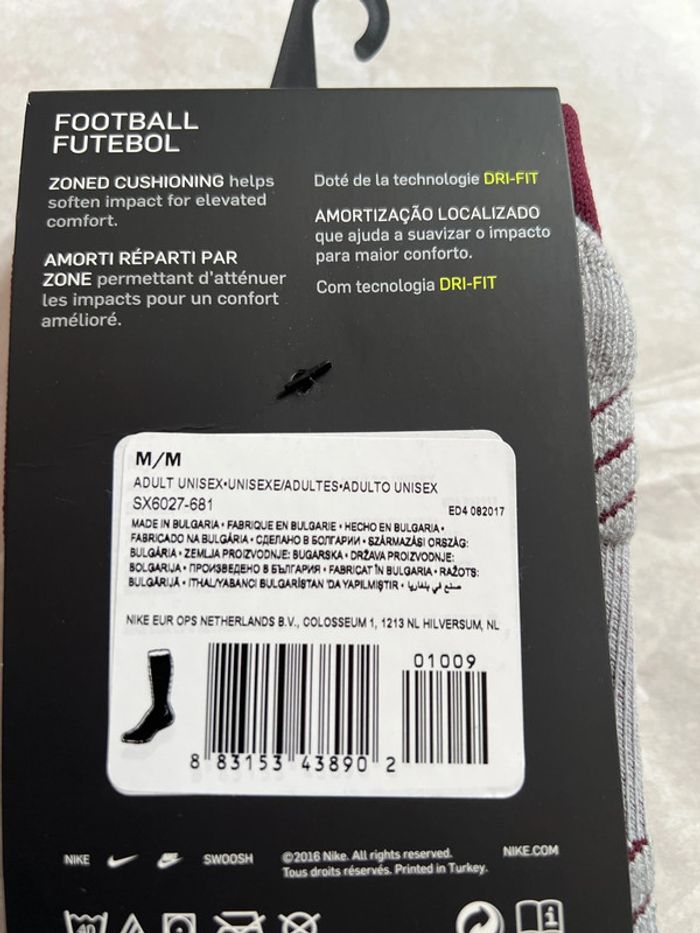 FOOTBALL
FUTEBOL
ZONED CUSHIONING helps
soften impact for elevated
comfort.
AMORTI RÉPARTI PAR
ZONE permettant d'atténuer
les impacts pour un confort
amélioré.
Doté de la technologie DRI-FIT
AMORTIZAÇÃO LOCALIZADO
que ajuda a suavizar o impacto
para maior conforto.
Com tecnologia DRI-FIT
M/M
ADULT UNISEX•UNISEXE/ADULTES•ADULTO UNISEX
SX6027-681
ED4 082017
MADE IN BULGARIA • FABRIQUE EN BULGARIE • HECHO EN BULGARIA •
FABRICADO NA BULGÁRIA • СДЕЛАНО В БОЛГАРИИ • SZÁRMAZÁSI ORSZÁG:
BULGÁRIA • ZEMLJA PROIZVODNJE: BUGARSKA • DRŽAVA PROIZVODNJE:
BOLGARIJA • ПРОИЗВЕДЕНО В БЪЛГАРИЯ • FABRICAT ÎN BULGARIA • RAŽOTS:
BULGĀRIJĀ • ITHAL/YABANCI BULGARİSTAN 'DA YAPILMIŞTIR • صنع في بلغاريا •
NIKE EUR OPS NETHERLANDS B.V., COLOSSEUM 1, 1213 NL HILVERSUM, NL
01009
8 83153 43890 2
NIKE SWOOSH
©2016 Nike. All rights reserved.
Tous droits réservés. Printed in Turkey.
NIKE.COM
40